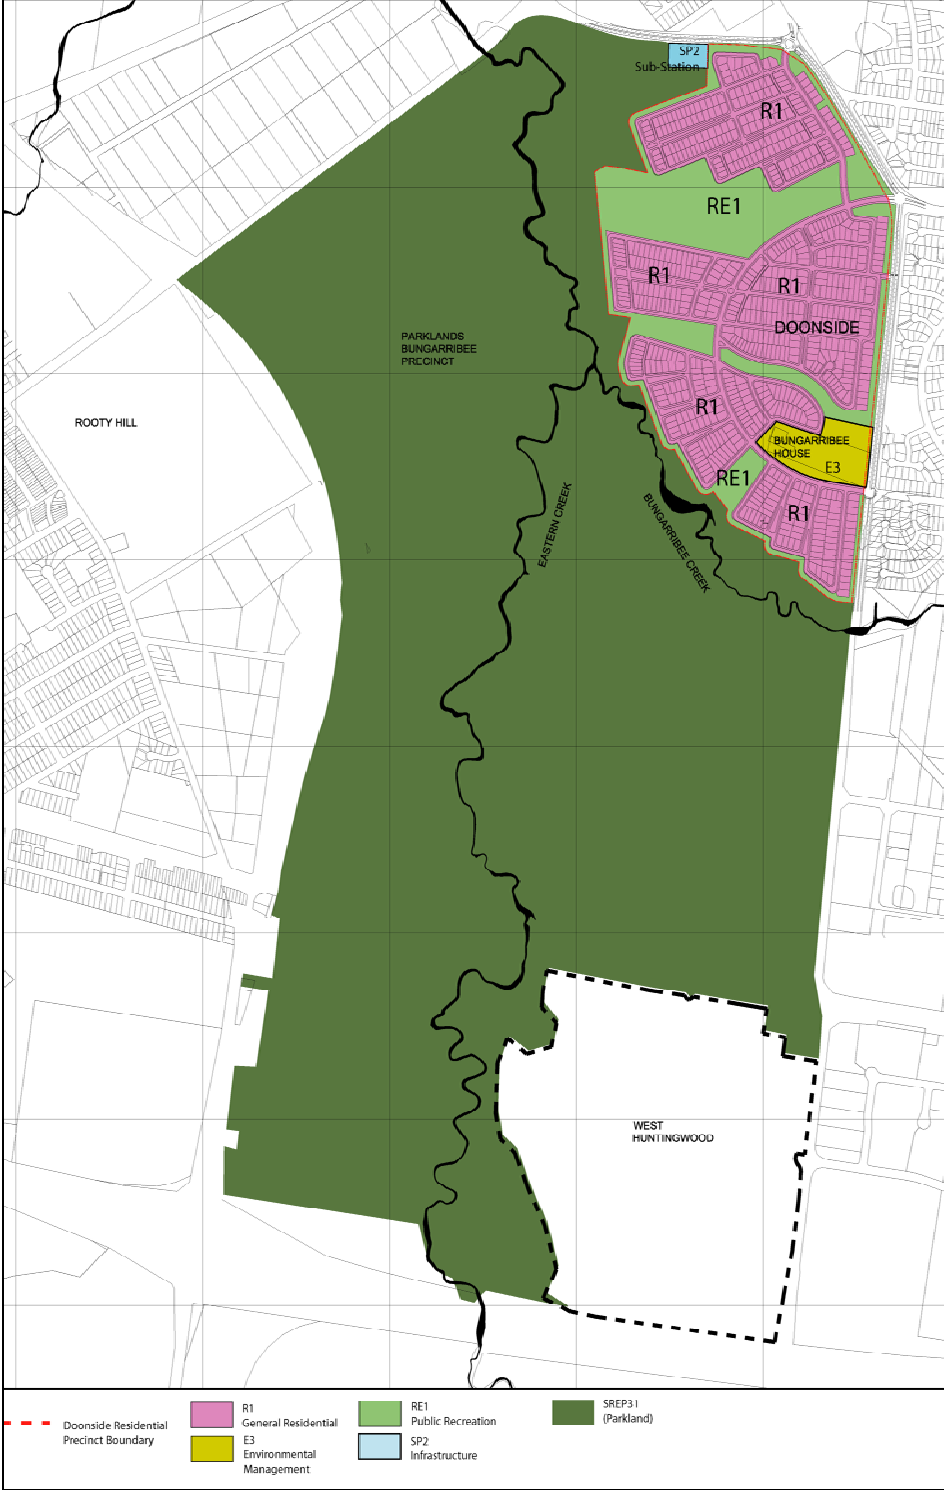 SP2
Sub-Station
R1
RE1
R1
R1
DOONSIDE
PARKLANDS
BUNGARRIBEE
PRECINCT
R1
ROOTY HILL
BUNGARRIBEE
HOUSE
E3
RE1
R1
EASTERN CREEK
BUNGARRIBEE CREEK
WEST
HUNTINGWOOD
Doonside Residential
Precinct Boundary
R1
General Residential
E3
Environmental
Management
RE1
Public Recreation
SP2
Infrastructure
SREP31
(Parkland)